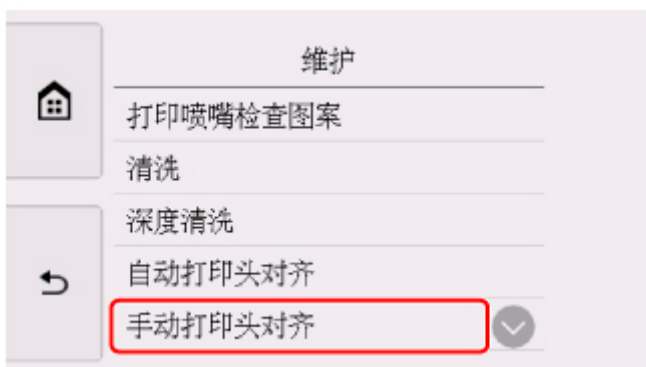 维护
打印喷嘴检查图案
清洗
深度清洗
自动打印头对齐
手动打印头对齐